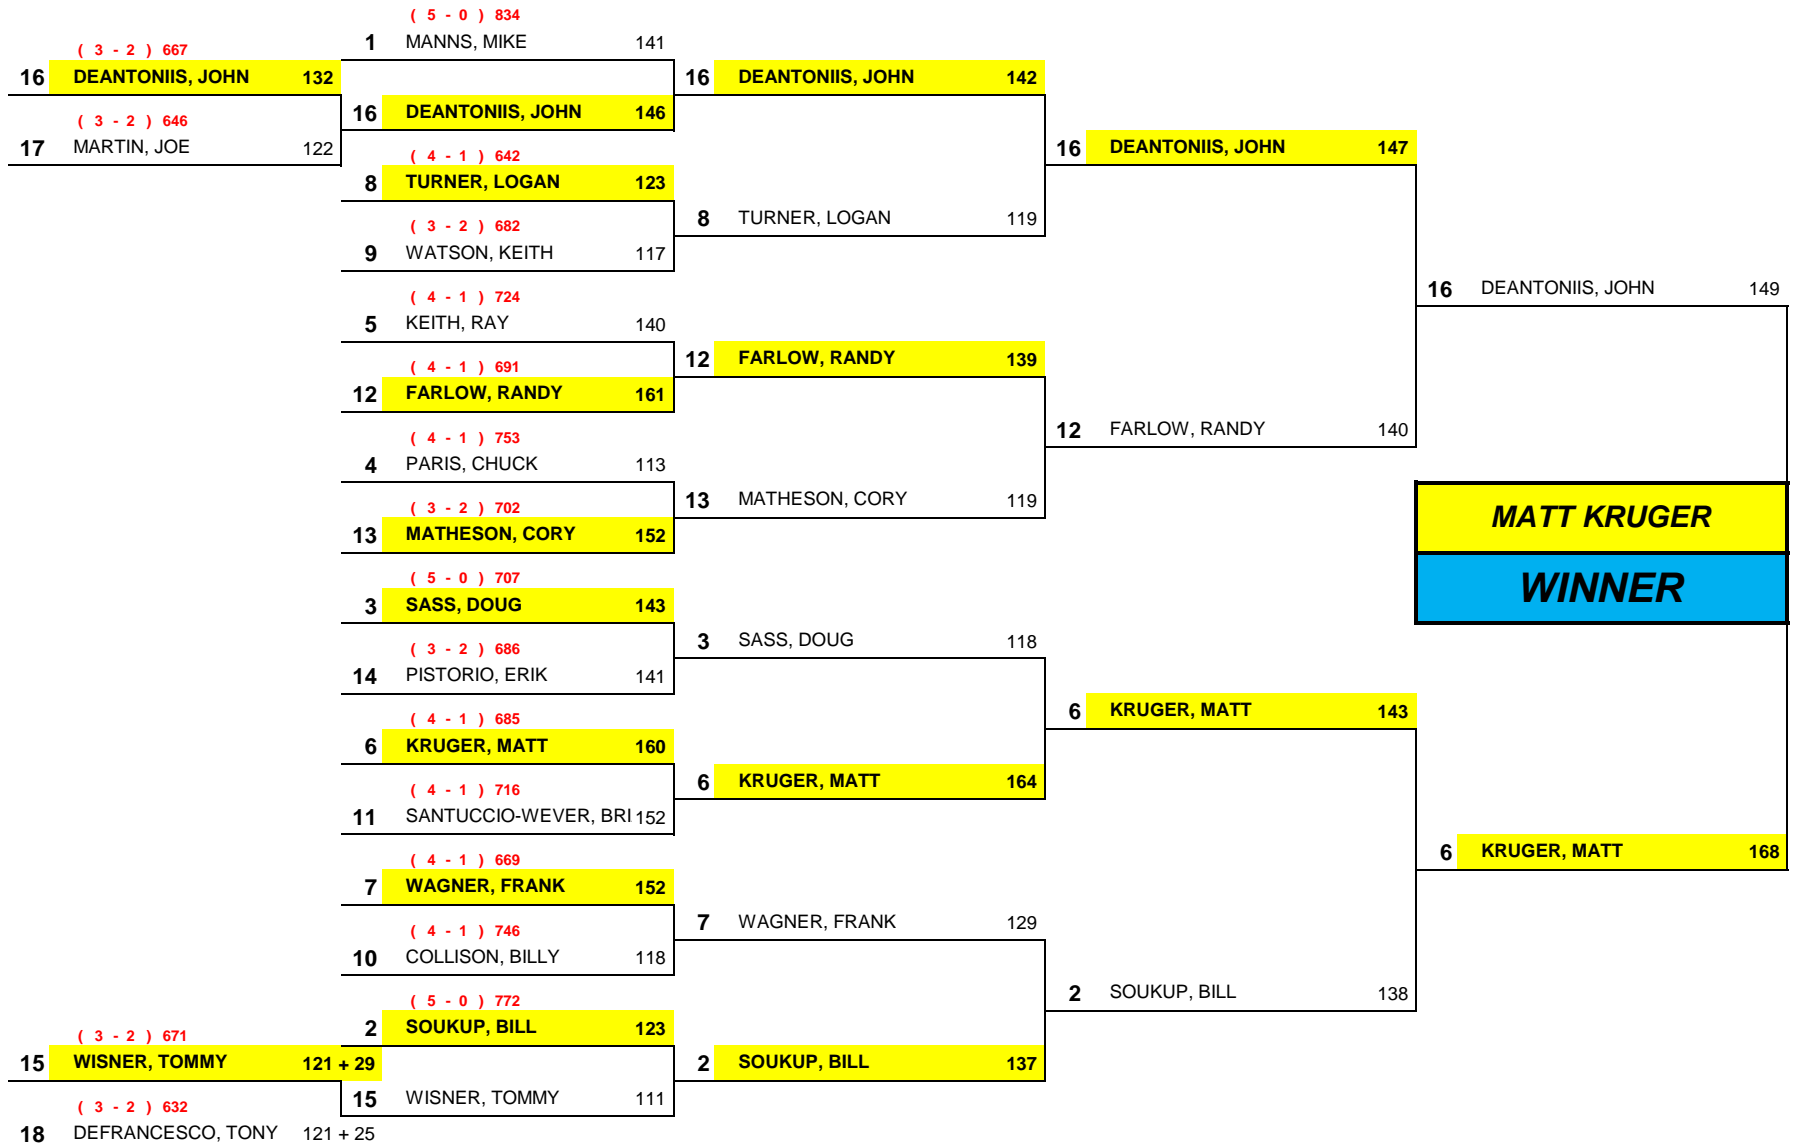 ( 3 - 2 ) 667
16 DEANTONIIS, JOHN 132
( 3 - 2 ) 646
17 MARTIN, JOE 122
( 3 - 2 ) 671
15 WISNER, TOMMY 121 + 29
( 3 - 2 ) 632
18 DEFRANCESCO, TONY 121 + 25
( 5 - 0 ) 834
1 MANNS, MIKE 141
16 DEANTONIIS, JOHN 146
( 4 - 1 ) 642
8 TURNER, LOGAN 123
( 3 - 2 ) 682
9 WATSON, KEITH 117
( 4 - 1 ) 724
5 KEITH, RAY 140
( 4 - 1 ) 691
12 FARLOW, RANDY 161
( 4 - 1 ) 753
4 PARIS, CHUCK 113
( 3 - 2 ) 702
13 MATHESON, CORY 152
( 5 - 0 ) 707
3 SASS, DOUG 143
( 3 - 2 ) 686
14 PISTORIO, ERIK 141
( 4 - 1 ) 685
6 KRUGER, MATT 160
( 4 - 1 ) 716
11 SANTUCCIO-WEVER, BRI 152
( 4 - 1 ) 669
7 WAGNER, FRANK 152
( 4 - 1 ) 746
10 COLLISON, BILLY 118
( 5 - 0 ) 772
2 SOUKUP, BILL 123
15 WISNER, TOMMY 111
16 DEANTONIIS, JOHN 142
8 TURNER, LOGAN 119
12 FARLOW, RANDY 139
13 MATHESON, CORY 119
3 SASS, DOUG 118
6 KRUGER, MATT 164
7 WAGNER, FRANK 129
2 SOUKUP, BILL 137
16 DEANTONIIS, JOHN 147
12 FARLOW, RANDY 140
6 KRUGER, MATT 143
2 SOUKUP, BILL 138
16 DEANTONIIS, JOHN 149
MATT KRUGER
WINNER
6 KRUGER, MATT 168